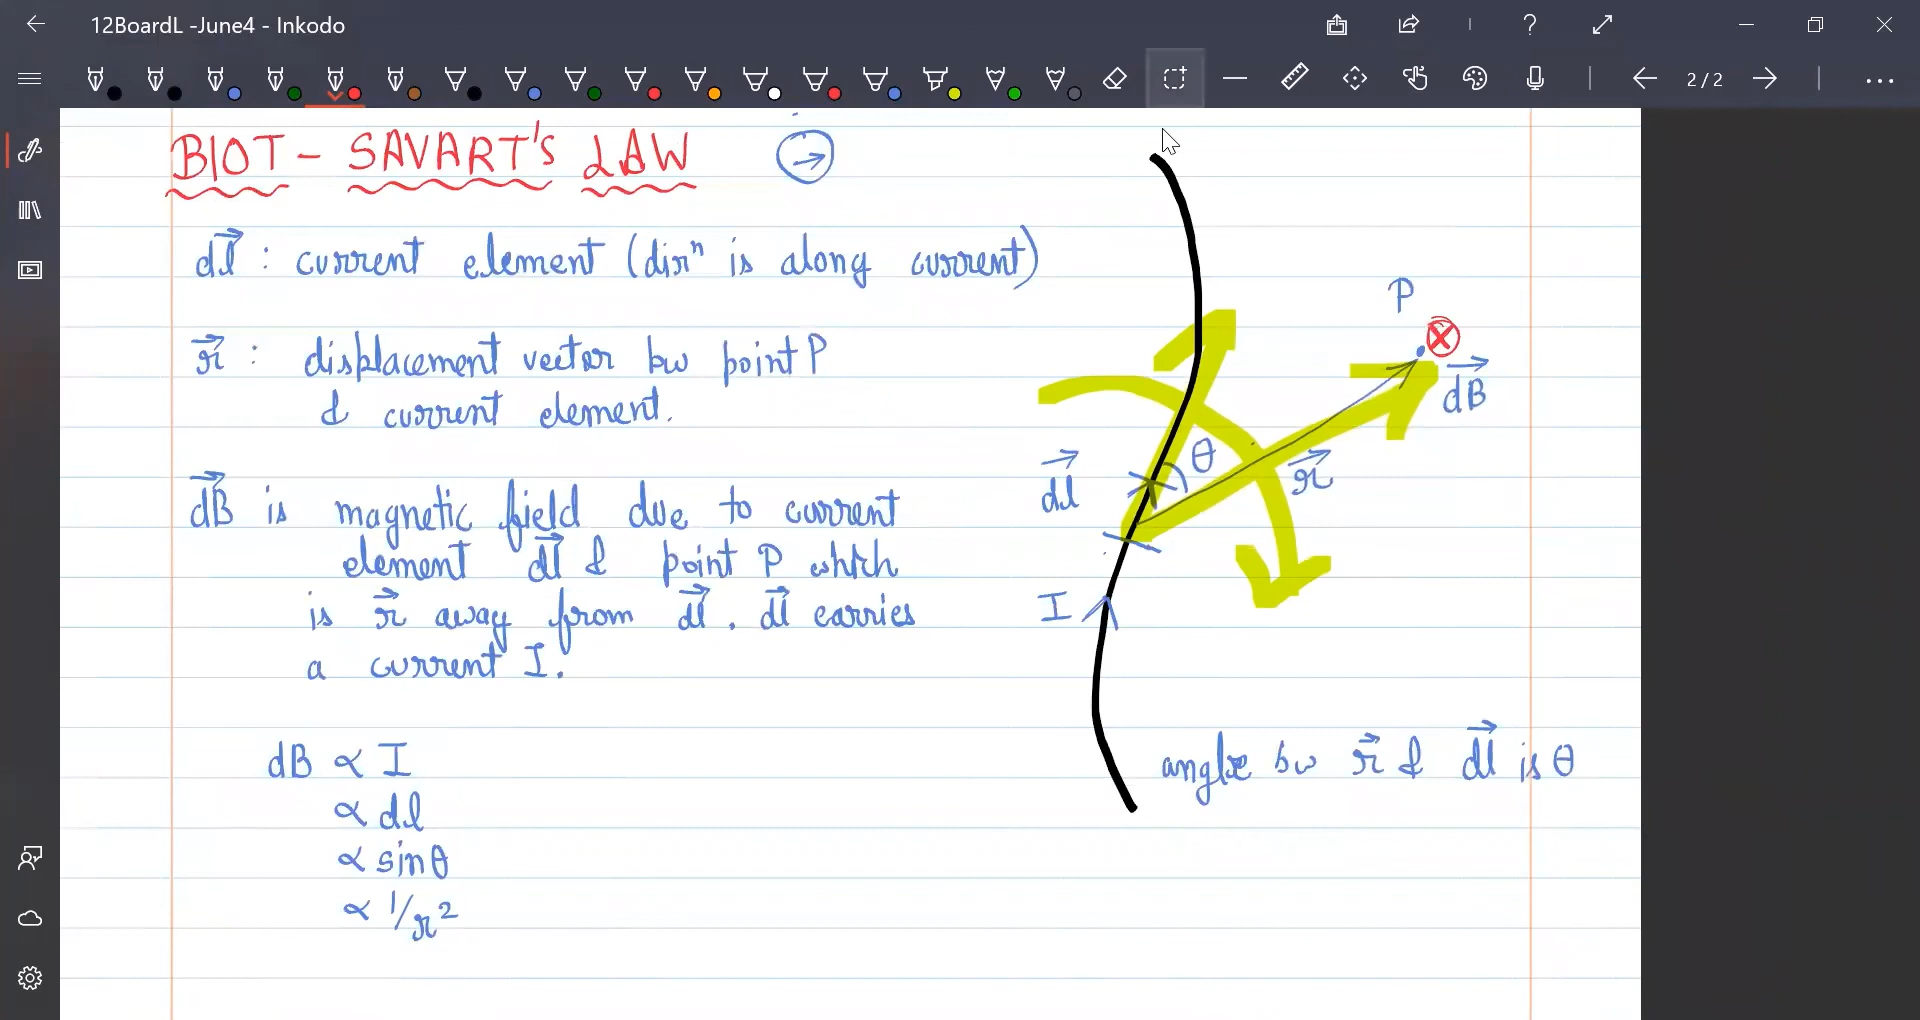 12BoardL -June4 - Inkodo
2/2
BIOT - SAVART'S LAW →
dl⃗ : current element (dirⁿ is along current)
r⃗ : displacement vector bw point P
& current element.
dB⃗ is magnetic field due to current
element dl⃗ & point P which
is r⃗ away from dl⃗ . dl⃗ carries
a current I.
dB ∝ I
∝ dl
∝ sinθ
∝ 1/r²
P
dB⃗
θ
r⃗
dl⃗
I
angle bw r⃗ & dl⃗ is θ